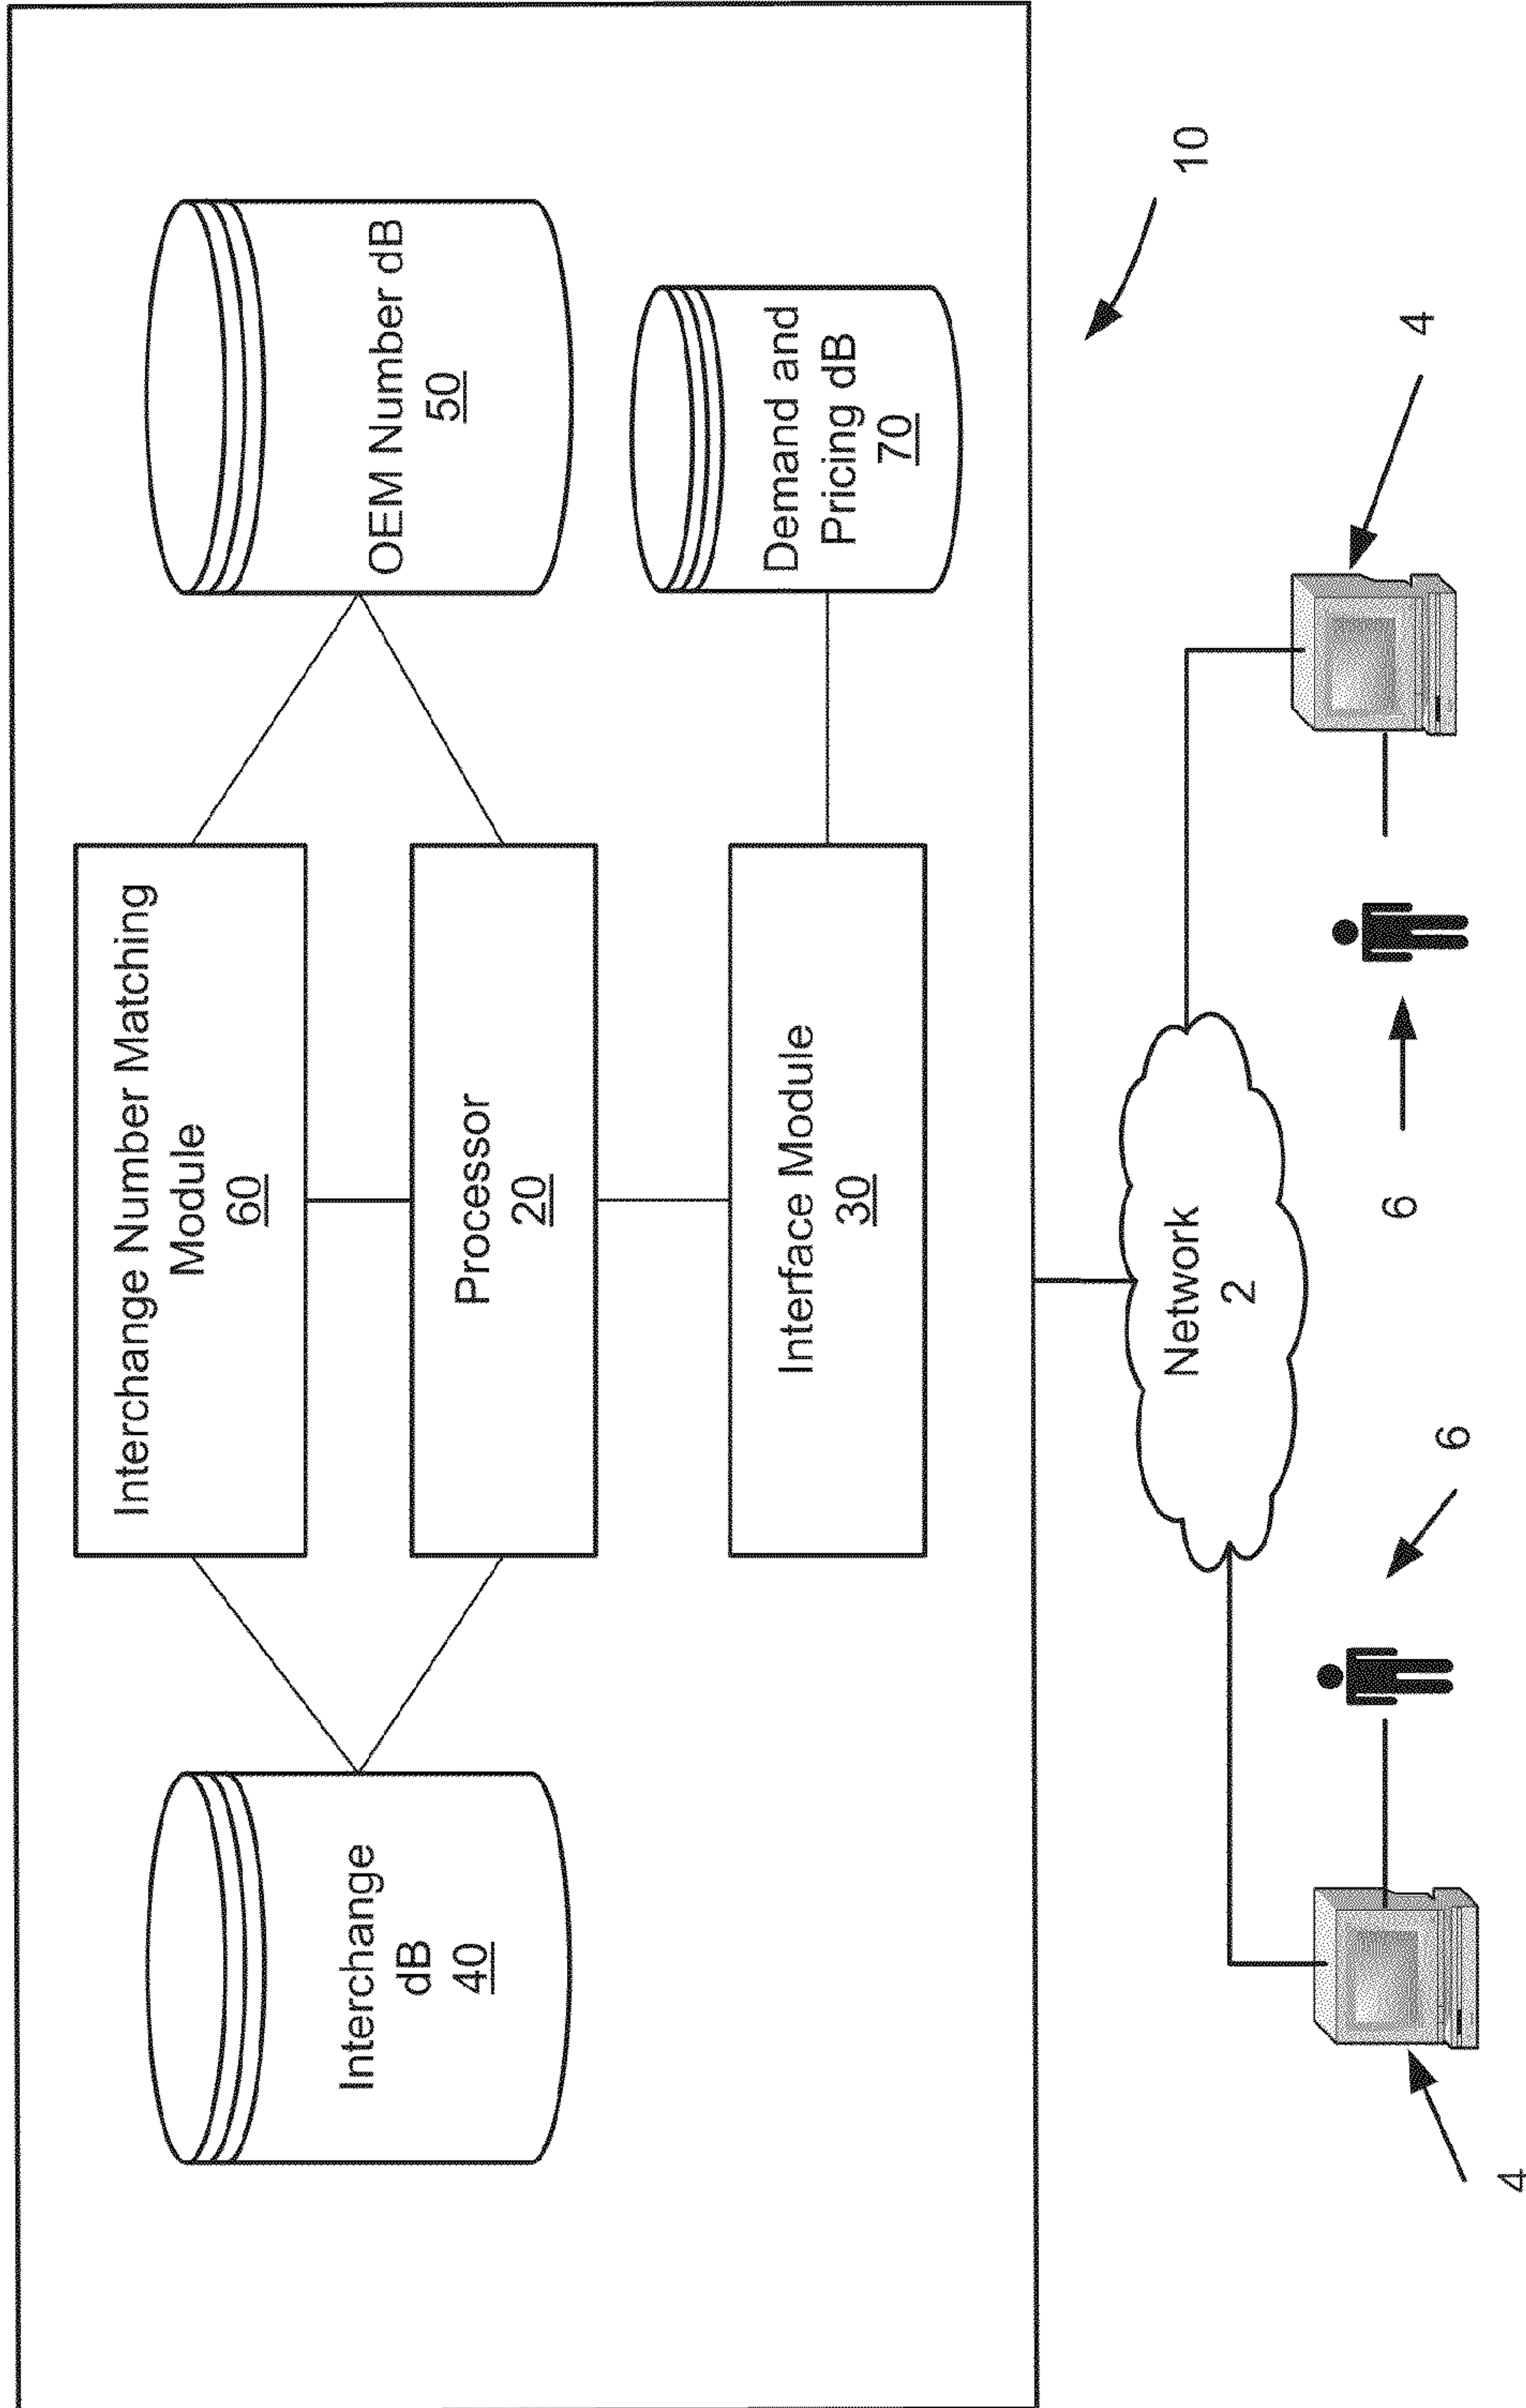 Interchange Number Matching
Module
60
Interchange
dB
40
OEM Number dB
50
Processor
20
Demand and
Pricing dB
70
Interface Module
30
10
Network
2
4
6
6
4